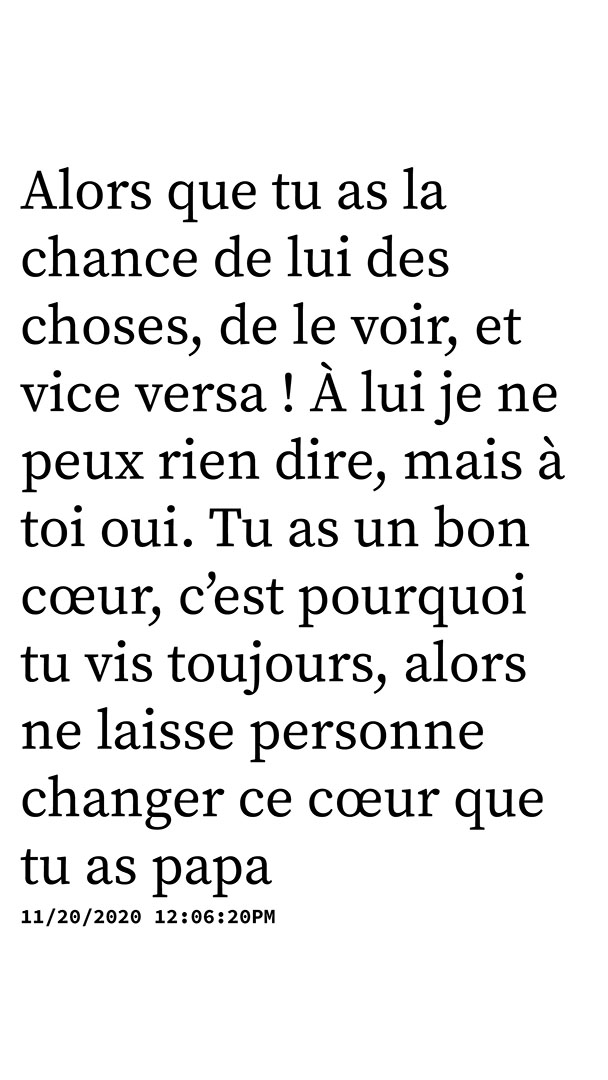 Alors que tu as la
chance de lui des
choses, de le voir, et
vice versa ! À lui je ne
peux rien dire, mais à
toi oui. Tu as un bon
cœur, c’est pourquoi
tu vis toujours, alors
ne laisse personne
changer ce cœur que
tu as papa
11/20/2020 12:06:20PM